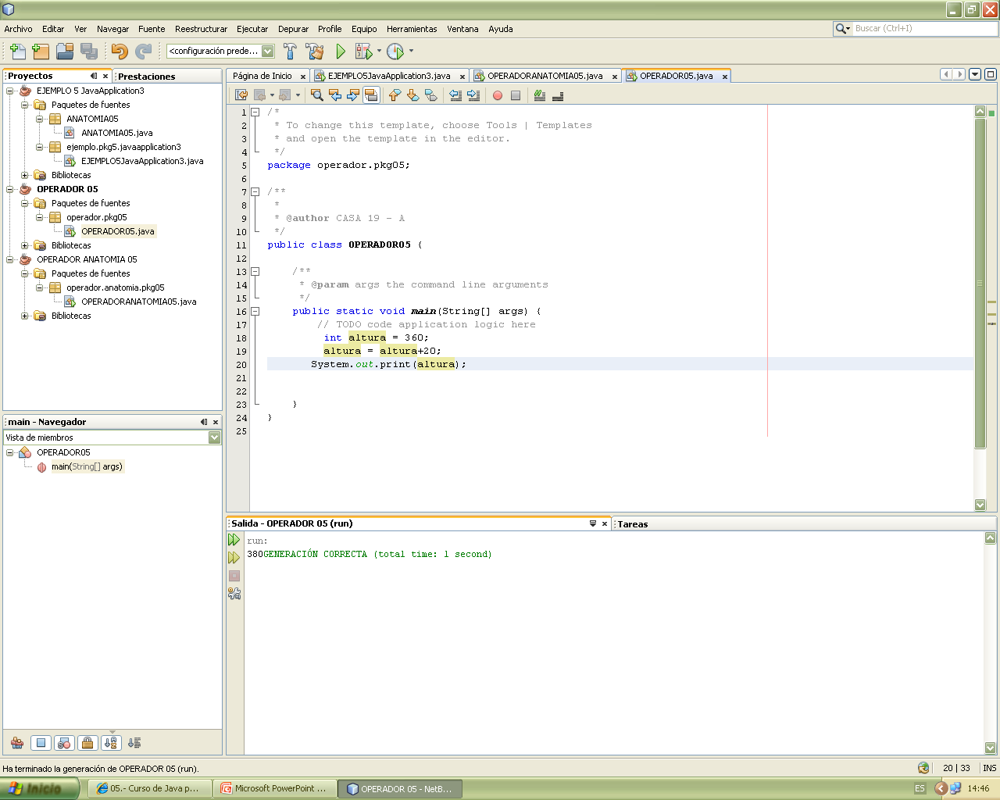 Archivo Editar Ver Navegar Fuente Reestructurar Ejecutar Depurar Profile Equipo Herramientas Ventana Ayuda
Buscar (Ctrl+I)
<configuración prede...
Proyectos
Prestaciones
EJEMPLO 5 JavaApplication3
Paquetes de fuentes
ANATOMIA05
ANATOMIA05.java
ejemplo.pkg5.javaapplication3
EJEMPLO5JavaApplication3.java
Bibliotecas
OPERADOR 05
Paquetes de fuentes
operador.pkg05
OPERADOR05.java
Bibliotecas
OPERADOR ANATOMIA 05
Paquetes de fuentes
operador.anatomia.pkg05
OPERADORANATOMIA05.java
Bibliotecas
main - Navegador
Vista de miembros
OPERADOR05
main(String[] args)
Página de Inicio EJEMPLO5JavaApplication3.java OPERADORANATOMIA05.java OPERADOR05.java
1 /*
2 * To change this template, choose Tools | Templates
3 * and open the template in the editor.
4 */
5 package operador.pkg05;
6
7 /**
8 *
9 * @author CASA 19 - A
10 */
11 public class OPERADOR05 {
12
13 /**
14 * @param args the command line arguments
15 */
16 public static void main(String[] args) {
17 // TODO code application logic here
18 int altura = 360;
19 altura = altura+20;
20 System.out.print(altura);
21
22
23 }
24 }
25
Salida - OPERADOR 05 (run)
Tareas
run:
380GENERACIÓN CORRECTA (total time: 1 second)
Ha terminado la generación de OPERADOR 05 (run).
20 | 33 INS
Inicio 05.- Curso de Java p... Microsoft PowerPoint ... OPERADOR 05 - NetB... ES 14:46